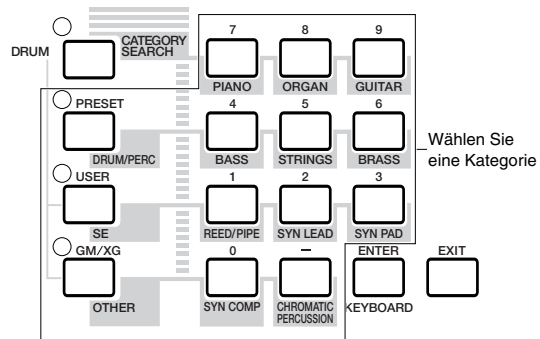 7 8 9
DRUM CATEGORY
SEARCH
PIANO ORGAN GUITAR
PRESET 4 5 6
DRUM/PERC BASS STRINGS BRASS
Wählen Sie
eine Kategorie
USER 1 2 3
SE REED/PIPE SYN LEAD SYN PAD
GM/XG 0 – ENTER EXIT
OTHER SYN COMP CHROMATIC
PERCUSSION
KEYBOARD